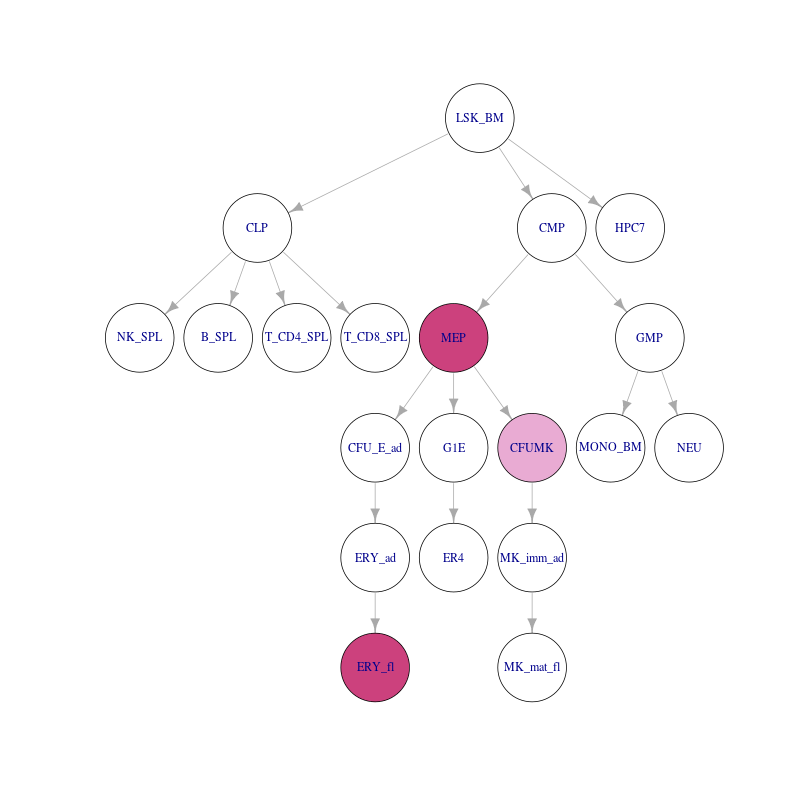 LSK_BM
CLP
CMP
HPC7
NK_SPL
B_SPL
T_CD4_SPL
T_CD8_SPL
MEP
GMP
CFU_E_ad
G1E
CFUMK
MONO_BM
NEU
ERY_ad
ER4
MK_imm_ad
ERY_fl
MK_mat_fl